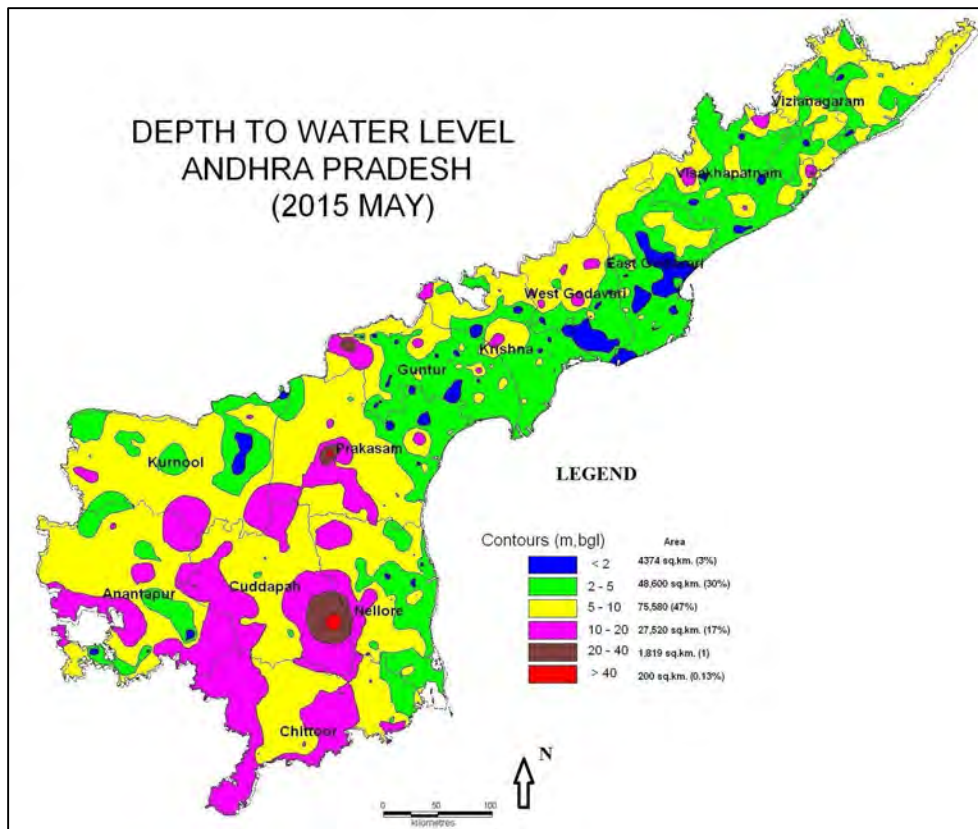 DEPTH TO WATER LEVEL
ANDHRA PRADESH
(2015 MAY)
Vizianagaram
Visakhapatnam
East Godavari
West Godavari
Krishna
Guntur
Prakasam
Kurnool
Anantapur
Cuddapah
Nellore
Chittoor
LEGEND
Contours (m,bgl) Area
< 2 4374 sq.km. (3%)
2 - 5 48,600 sq.km. (30%)
5 - 10 75,580 (47%)
10 - 20 27,520 sq.km. (17%)
20 - 40 1,819 sq.km. (1)
> 40 200 sq.km. (0.13%)
N
0 50 100
kilometres